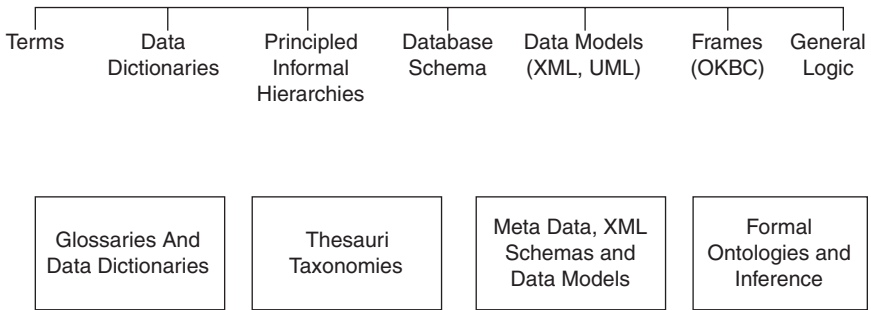 Terms
Data
Dictionaries
Principled
Informal
Hierarchies
Database
Schema
Data Models
(XML, UML)
Frames
(OKBC)
General
Logic
Glossaries And
Data Dictionaries
Thesauri
Taxonomies
Meta Data, XML
Schemas and
Data Models
Formal
Ontologies and
Inference